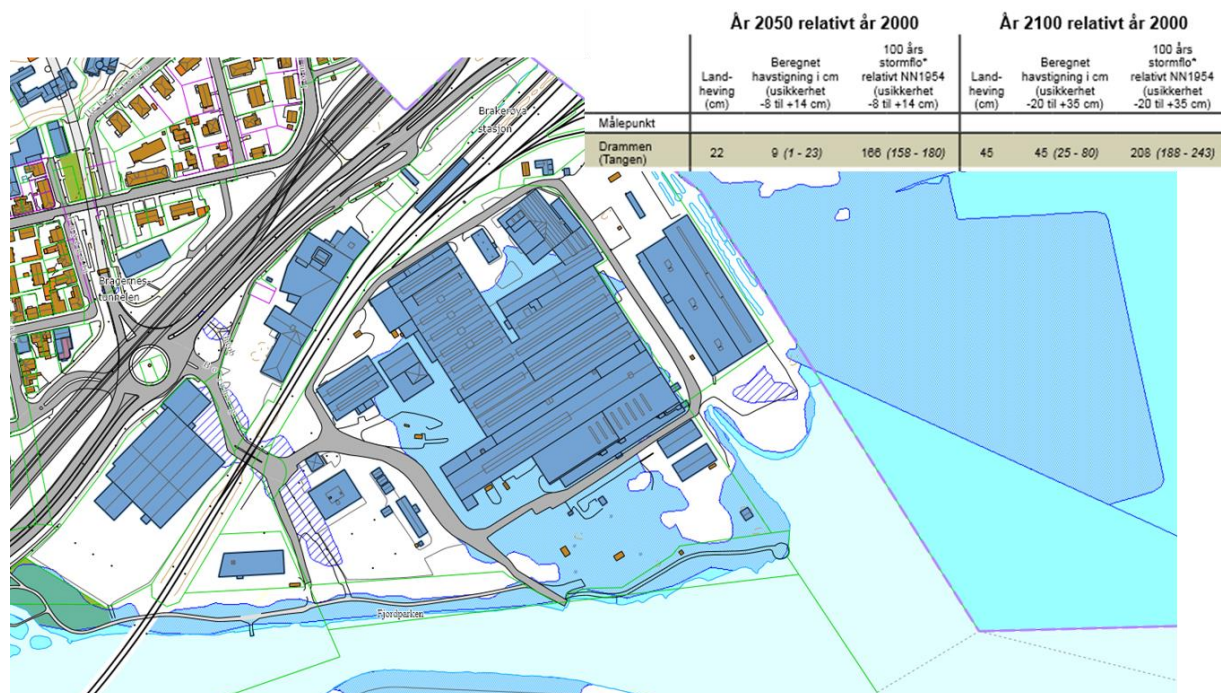 År 2050 relativt år 2000
År 2100 relativt år 2000
Land-
heving
(cm)
Beregnet
havstigning i cm
(usikkerhet
-8 til +14 cm)
100 års
stormflo*
relativt NN1954
(usikkerhet
-8 til +14 cm)
Land-
heving
(cm)
Beregnet
havstigning i cm
(usikkerhet
-20 til +35 cm)
100 års
stormflo*
relativt NN1954
(usikkerhet
-20 til +35 cm)
Målepunkt
Drammen
(Tangen)
22
9 (1 - 23)
166 (158 - 180)
45
45 (25 - 80)
208 (188 - 243)
Brakerøya
stasjon
Bragernes-
tunnelen
Fjordparken